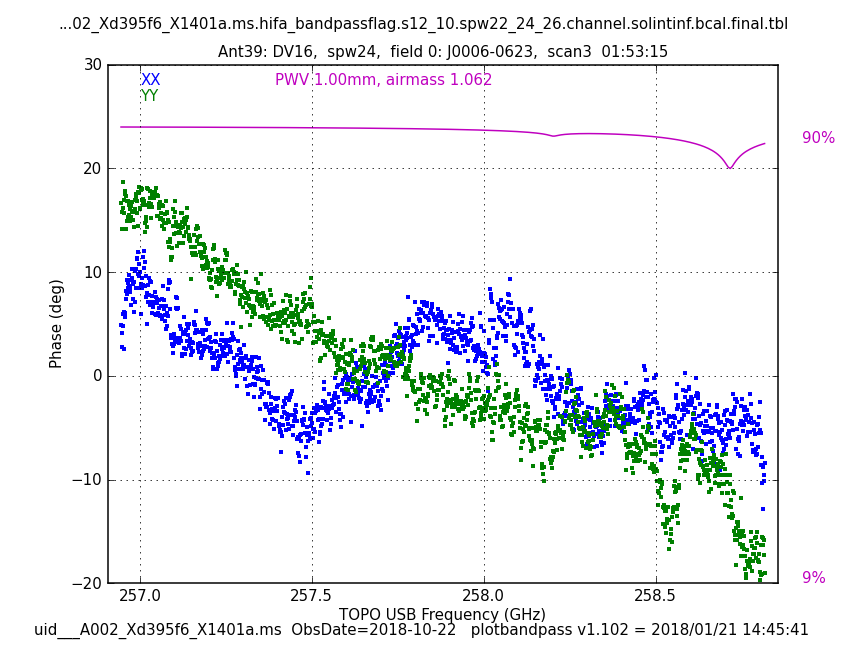 ...02_Xd395f6_X1401a.ms.hifa_bandpassflag.s12_10.spw22_24_26.channel.solintinf.bcal.final.tbl
Ant39: DV16,  spw24,  field 0: J0006-0623,  scan3  01:53:15
30
XX
PWV 1.00mm, airmass 1.062
YY
90%
20
10
Phase (deg)
0
−10
−20
9%
257.0
257.5
258.0
258.5
TOPO USB Frequency (GHz)
uid___A002_Xd395f6_X1401a.ms  ObsDate=2018-10-22   plotbandpass v1.102 = 2018/01/21 14:45:41